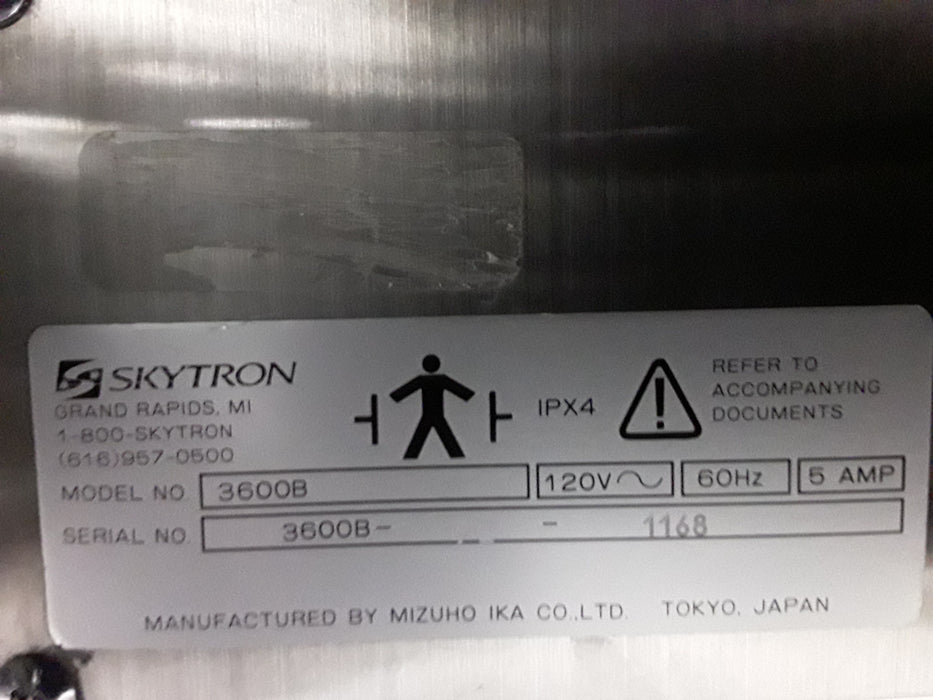 SKYTRON
GRAND RAPIDS, MI
1-800-SKYTRON
(616)957-0500
IPX4
REFER TO
ACCOMPANYING
DOCUMENTS
MODEL NO. 3600B 120V 60Hz 5 AMP
SERIAL NO. 3600B- - 1168
MANUFACTURED BY MIZUHO IKA CO.,LTD. TOKYO, JAPAN